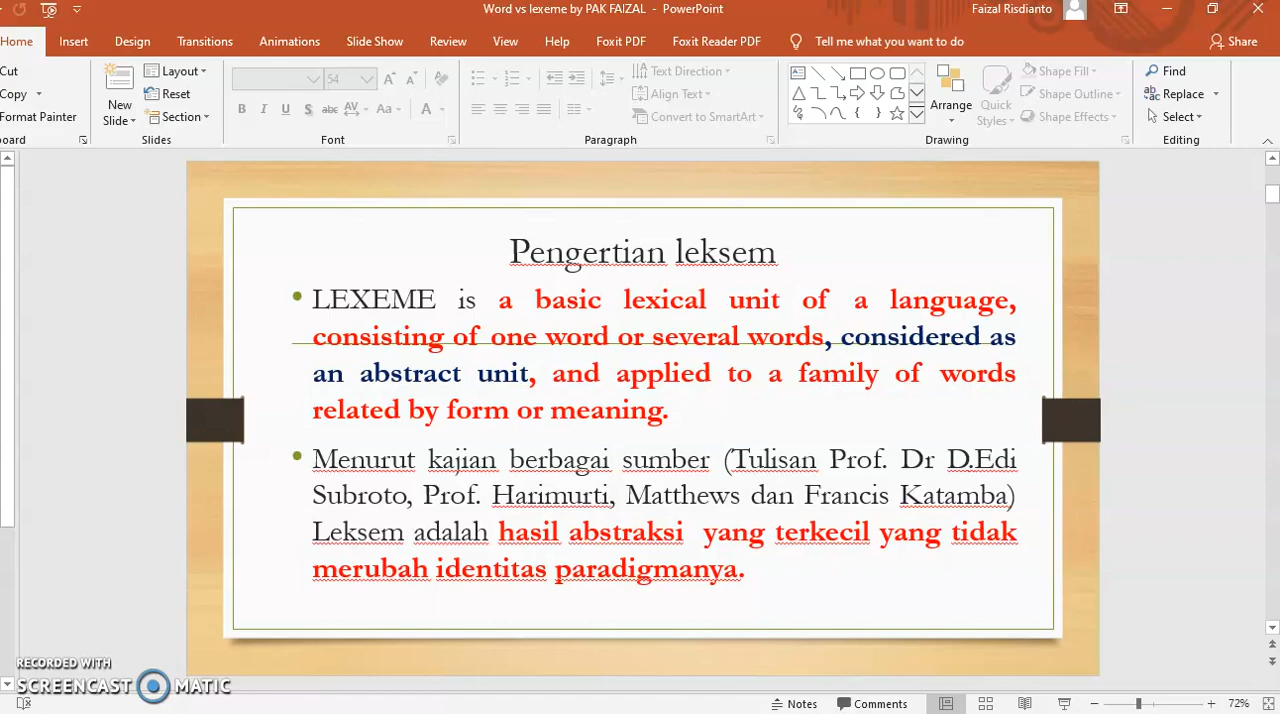 Word vs lexeme by PAK FAIZAL - PowerPoint
Faizal Risdianto
Home Insert Design Transitions Animations Slide Show Review View Help Foxit PDF Foxit Reader PDF Tell me what you want to do Share
Cut
Copy
Format Painter
New Slide
Layout
Reset
Section
54
B I U S abc AV Aa A
Text Direction
Align Text
Convert to SmartArt
Arrange
Quick Styles
Shape Fill
Shape Outline
Shape Effects
Find
Replace
Select
Slides Font Paragraph Drawing Editing
Pengertian leksem
• LEXEME is a basic lexical unit of a language,
consisting of one word or several words, considered as
an abstract unit, and applied to a family of words
related by form or meaning.
• Menurut kajian berbagai sumber (Tulisan Prof. Dr D.Edi
Subroto, Prof. Harimurti, Matthews dan Francis Katamba)
Leksem adalah hasil abstraksi yang terkecil yang tidak
merubah identitas paradigmanya.
RECORDED WITH
SCREENCAST MATIC
Notes Comments 72%